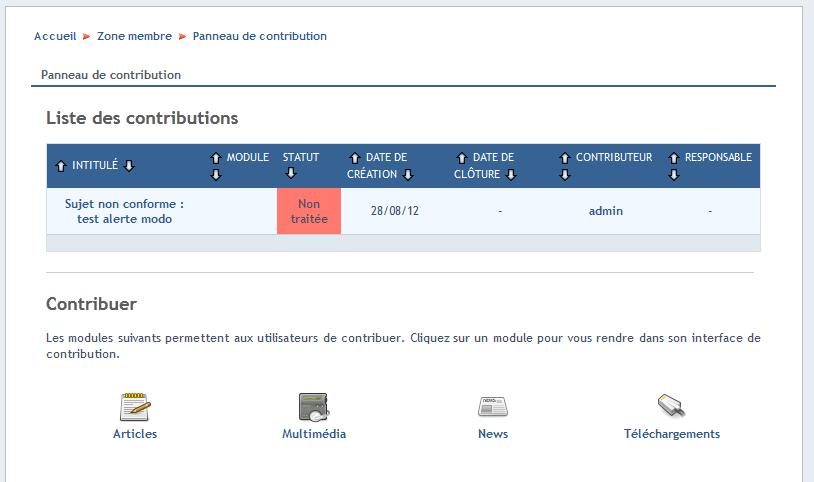 Accueil Zone membre Panneau de contribution
Panneau de contribution
Liste des contributions
INTITULÉ MODULE STATUT DATE DE CRÉATION DATE DE CLÔTURE CONTRIBUTEUR RESPONSABLE
Sujet non conforme :
test alerte modo
Non
traitée
28/08/12 - admin -
Contribuer
Les modules suivants permettent aux utilisateurs de contribuer. Cliquez sur un module pour vous rendre dans son interface de
contribution.
Articles Multimédia News Téléchargements